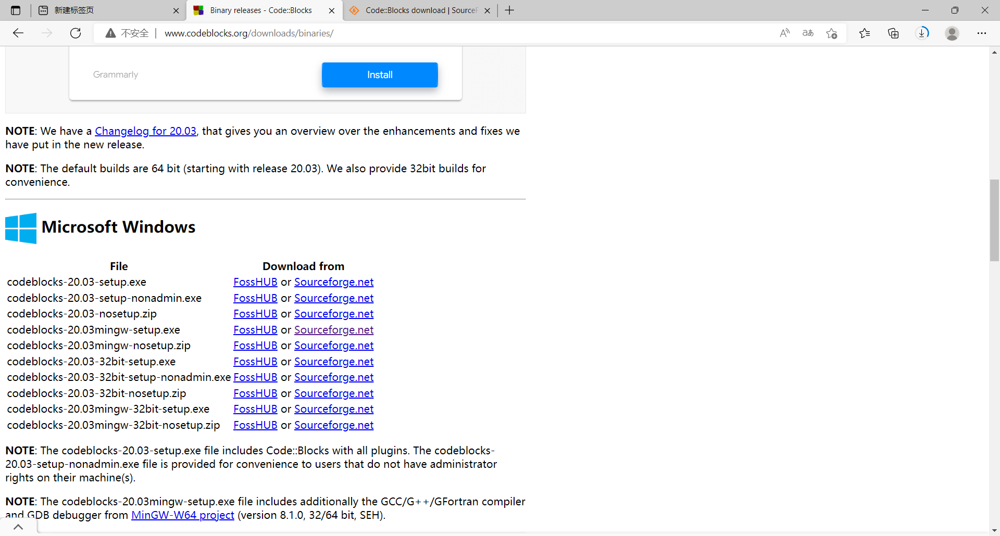 新建标签页
Binary releases - Code::Blocks
Code::Blocks download | SourceF
不安全 | www.codeblocks.org/downloads/binaries/
Grammarly
Install
NOTE: We have a Changelog for 20.03, that gives you an overview over the enhancements and fixes we
have put in the new release.
NOTE: The default builds are 64 bit (starting with release 20.03). We also provide 32bit builds for
convenience.
Microsoft Windows
File Download from
codeblocks-20.03-setup.exe FossHUB or Sourceforge.net
codeblocks-20.03-setup-nonadmin.exe FossHUB or Sourceforge.net
codeblocks-20.03-nosetup.zip FossHUB or Sourceforge.net
codeblocks-20.03mingw-setup.exe FossHUB or Sourceforge.net
codeblocks-20.03mingw-nosetup.zip FossHUB or Sourceforge.net
codeblocks-20.03-32bit-setup.exe FossHUB or Sourceforge.net
codeblocks-20.03-32bit-setup-nonadmin.exe FossHUB or Sourceforge.net
codeblocks-20.03-32bit-nosetup.zip FossHUB or Sourceforge.net
codeblocks-20.03mingw-32bit-setup.exe FossHUB or Sourceforge.net
codeblocks-20.03mingw-32bit-nosetup.zip FossHUB or Sourceforge.net
NOTE: The codeblocks-20.03-setup.exe file includes Code::Blocks with all plugins. The codeblocks-
20.03-setup-nonadmin.exe file is provided for convenience to users that do not have administrator
rights on their machine(s).
NOTE: The codeblocks-20.03mingw-setup.exe file includes additionally the GCC/G++/GFortran compiler
and GDB debugger from MinGW-W64 project (version 8.1.0, 32/64 bit, SEH).